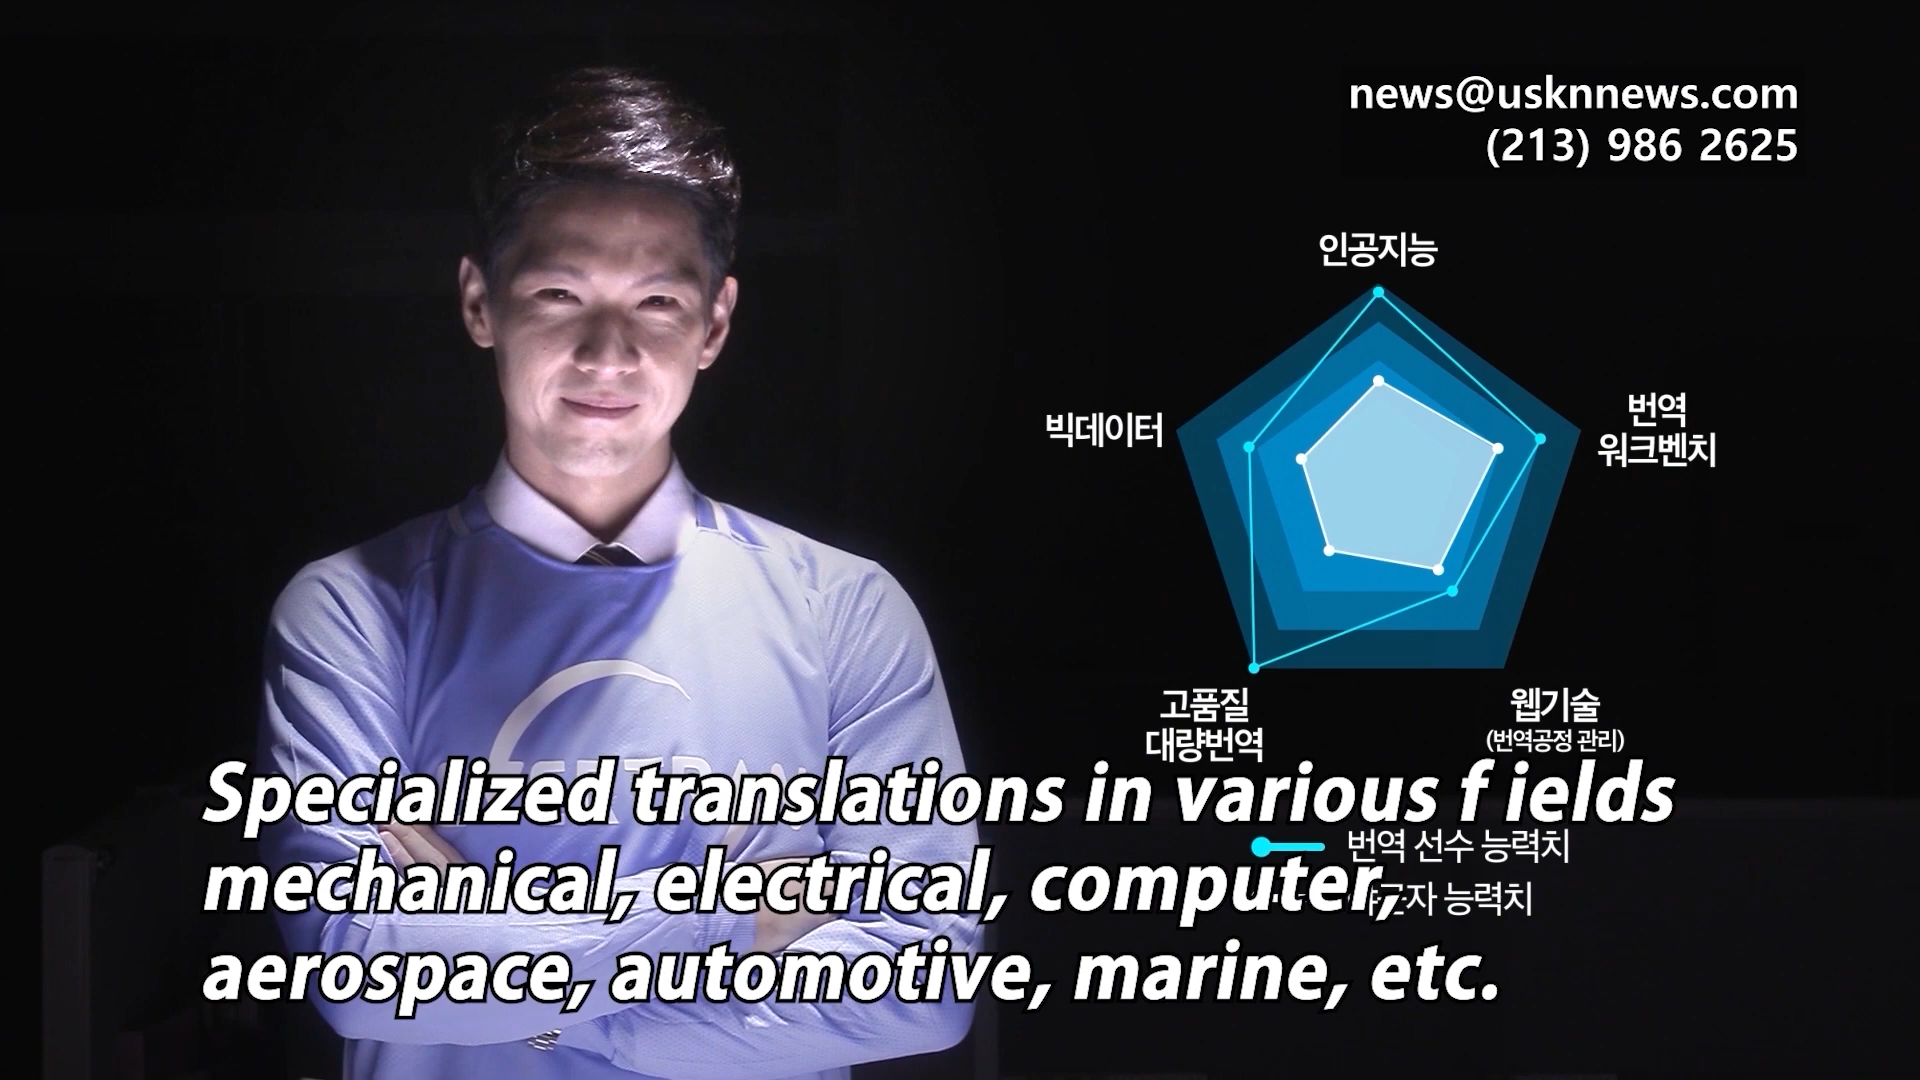 news@usknnews.com
(213) 986 2625
인공지능
번역
워크벤치
빅데이터
고품질
대량번역
웹기술
(번역공정 관리)
Specialized translations in various fields
번역 선수 능력치
mechanical, electrical, computer,
능력치
aerospace, automotive, marine, etc.